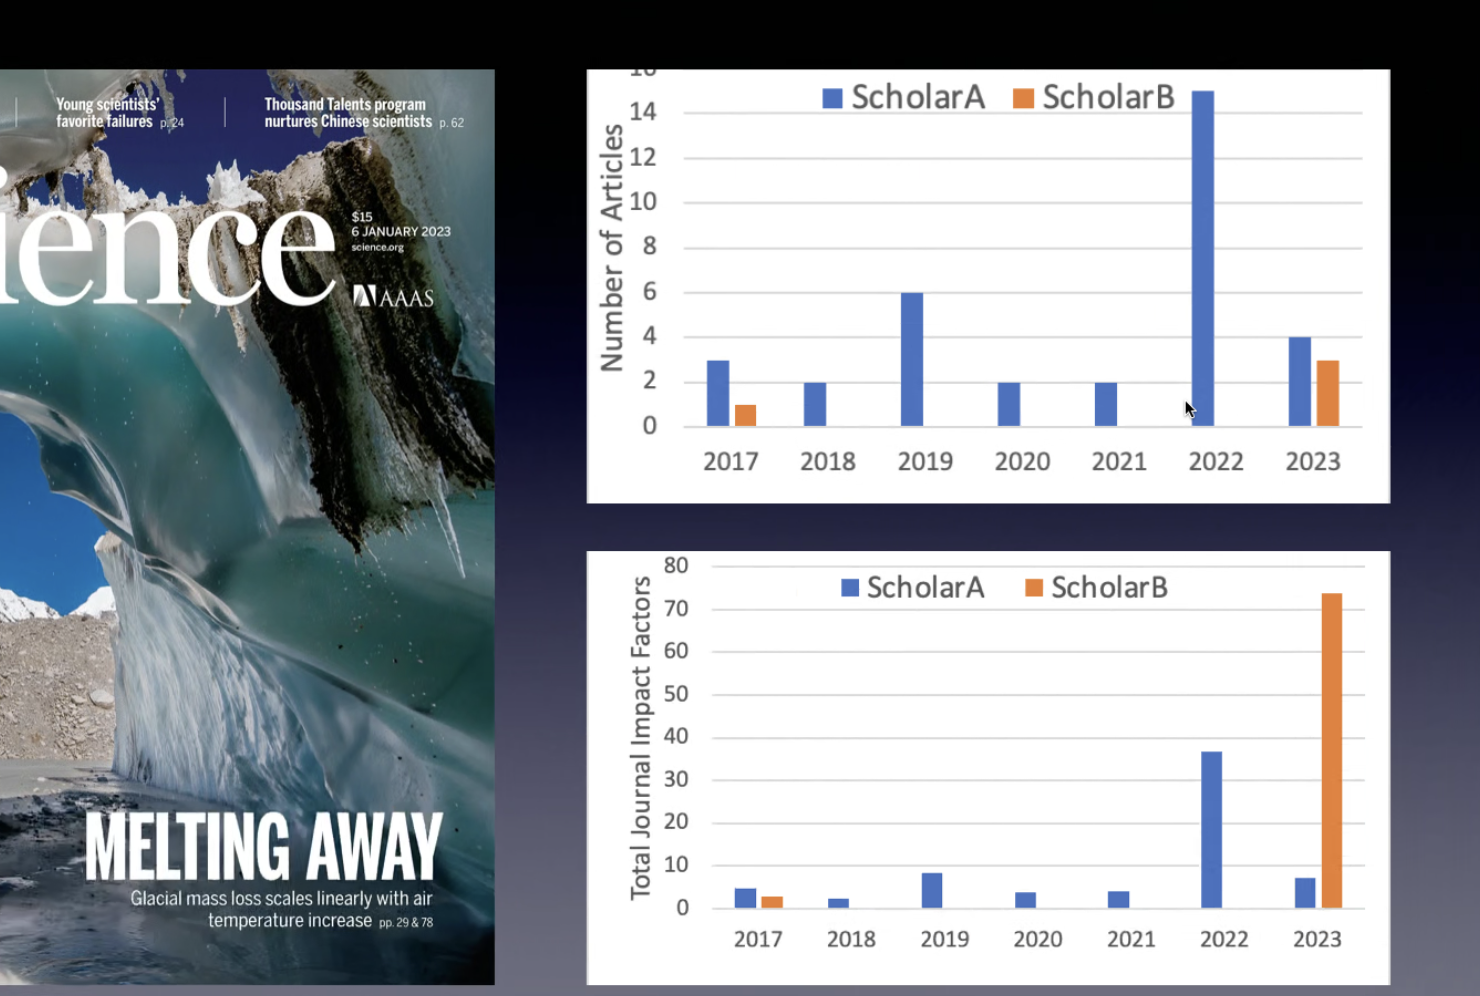 Young scientists'
favorite failures p. 24
Thousand Talents program
nurtures Chinese scientists p. 62
ience
$15
6 JANUARY 2023
science.org
AAAS
MELTING AWAY
Glacial mass loss scales linearly with air
temperature increase pp. 29 & 78
ScholarA ScholarB
Number of Articles
16
14
12
10
8
6
4
2
0
2017 2018 2019 2020 2021 2022 2023
ScholarA ScholarB
Total Journal Impact Factors
80
70
60
50
40
30
20
10
0
2017 2018 2019 2020 2021 2022 2023